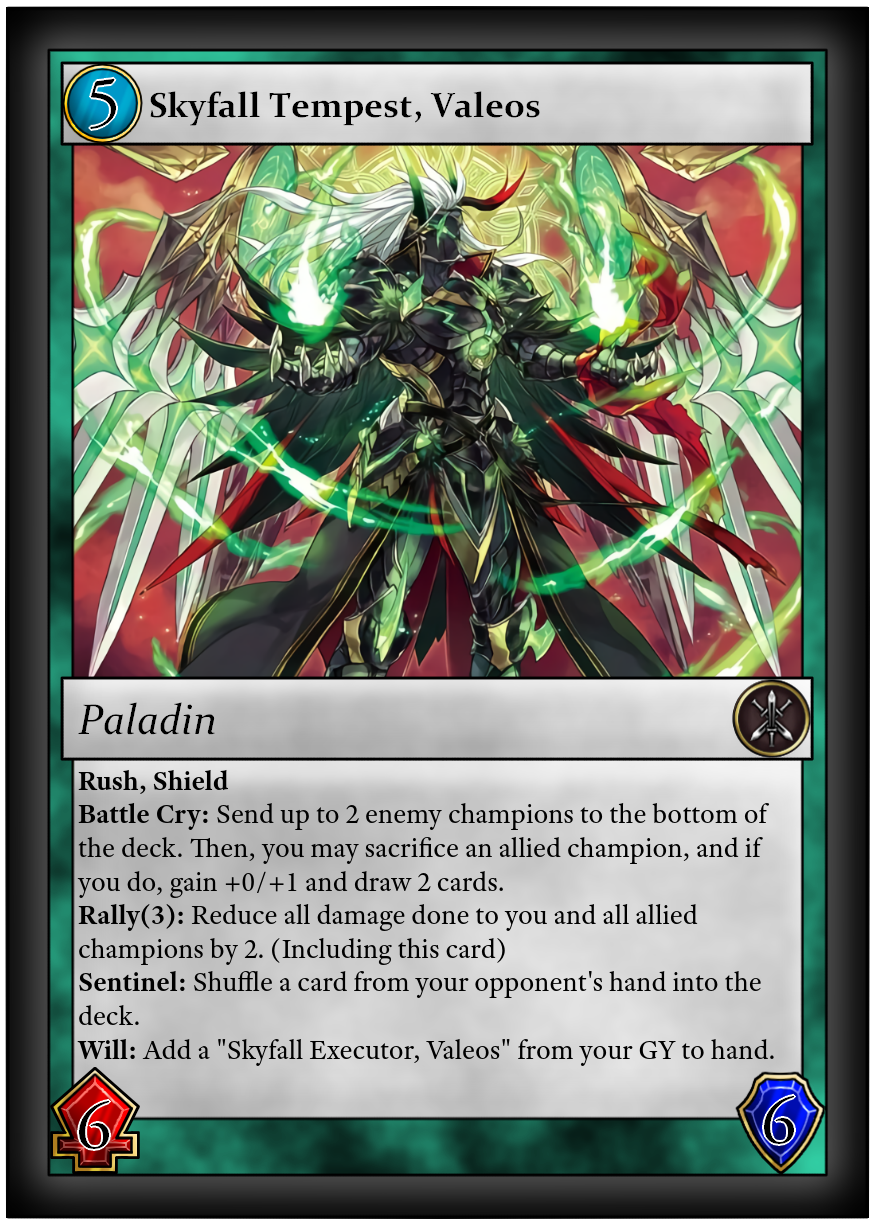 5 Skyfall Tempest, Valeos
Paladin
Rush, Shield
Battle Cry: Send up to 2 enemy champions to the bottom of
the deck. Then, you may sacrifice an allied champion, and if
you do, gain +0/+1 and draw 2 cards.
Rally(3): Reduce all damage done to you and all allied
champions by 2. (Including this card)
Sentinel: Shuffle a card from your opponent's hand into the
deck.
Will: Add a "Skyfall Executor, Valeos" from your GY to hand.
6 6